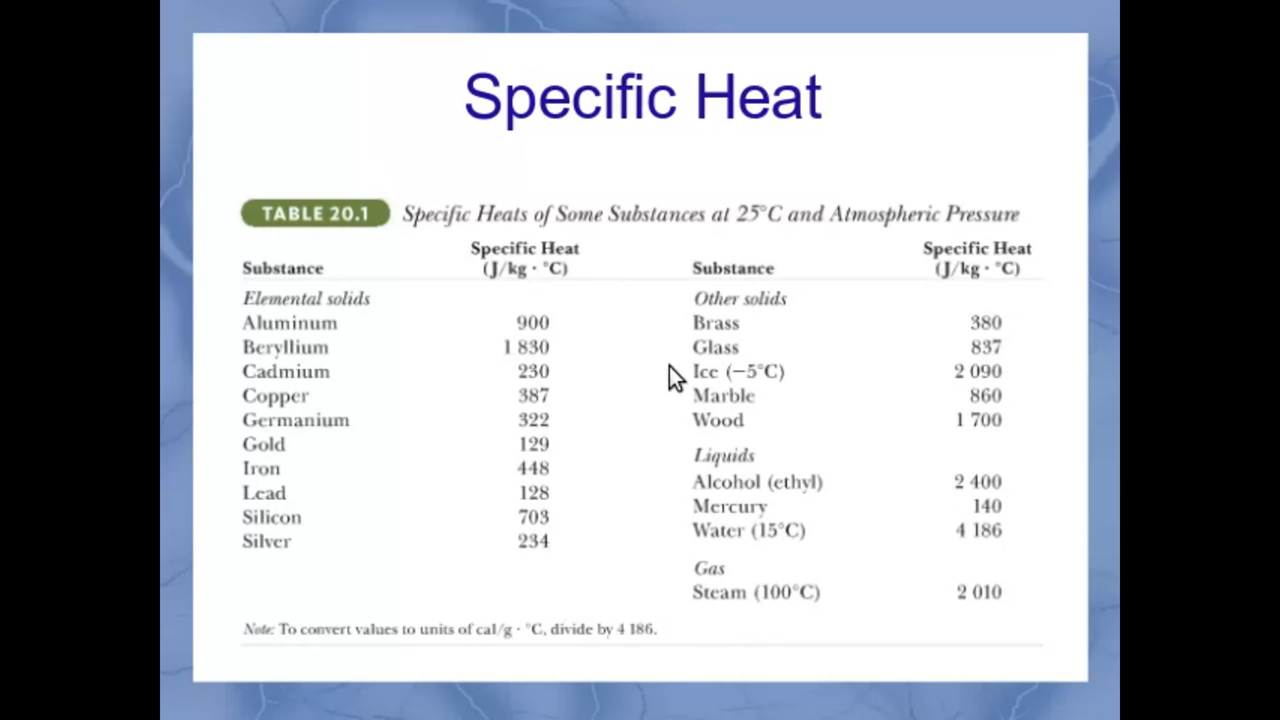 Specific Heat
TABLE 20.1 Specific Heats of Some Substances at 25°C and Atmospheric Pressure
Substance Specific Heat (J/kg · °C) Substance Specific Heat (J/kg · °C)
Elemental solids Other solids
Aluminum 900 Brass 380
Beryllium 1 830 Glass 837
Cadmium 230 Ice (−5°C) 2 090
Copper 387 Marble 860
Germanium 322 Wood 1 700
Gold 129 Liquids
Iron 448 Alcohol (ethyl) 2 400
Lead 128 Mercury 140
Silicon 703 Water (15°C) 4 186
Silver 234 Gas
Steam (100°C) 2 010
Note: To convert values to units of cal/g · °C, divide by 4 186.